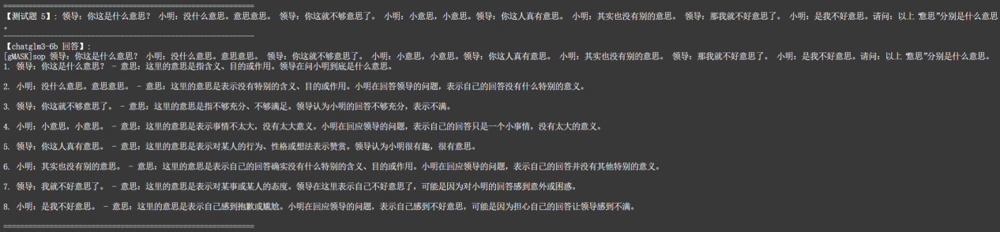 ============================================================
【测试题 5】: 领导: 你这是什么意思? 小明: 没什么意思。意思意思。 领导: 你这就不够意思了。 小明: 小意思, 小意思。领导: 你这人真有意思。 小明: 其实也没有别的意思。 领导: 那我就不好意思了。 小明: 是我不好意思。请问: 以上“意思”分别是什么意思
。
------------------------------------------------------------
【chatglm3-6b 回答】:
[gMASK]sop 领导: 你这是什么意思? 小明: 没什么意思。意思意思。 领导: 你这就不够意思了。 小明: 小意思, 小意思。领导: 你这人真有意思。 小明: 其实也没有别的意思。 领导: 那我就不好意思了。 小明: 是我不好意思。请问: 以上“意思”分别是什么意思。
1. 领导: 你这是什么意思? - 意思: 这里的意思是指含义、目的或作用。领导在问小明到底是什么意思。
2. 小明: 没什么意思。意思意思。 - 意思: 这里的意思是表示没有特别的含义、目的或作用。小明在回答领导的问题, 表示自己的回答没有什么特别的意义。
3. 领导: 你这就不够意思了。 - 意思: 这里的意思是指不够充分、不够满足。领导认为小明的回答不够充分, 表示不满。
4. 小明: 小意思, 小意思。 - 意思: 这里的意思是表示事情不太大, 没有太大意义。小明在回应领导的问题, 表示自己的回答只是一个小事情, 没有太大的意义。
5. 领导: 你这人真有意思。 - 意思: 这里的意思是表示对某人的行为、性格或想法表示赞赏。领导认为小明很有趣, 很有意思。
6. 小明: 其实也没有别的意思。 - 意思: 这里的意思是表示自己的回答确实没有什么特别的含义、目的或作用。小明在回应领导的问题, 表示自己的回答并没有其他特别的意义。
7. 领导: 我就不好意思了。 - 意思: 这里的意思是表示对某事或某人的态度。领导在这里表示自己不好意思了, 可能是因为对小明的回答感到意外或困惑。
8. 小明: 是我不好意思。 - 意思: 这里的意思是表示自己感到抱歉或尴尬。小明在回应领导的问题, 表示自己感到不好意思, 可能是因为担心自己的回答让领导感到不满。
============================================================